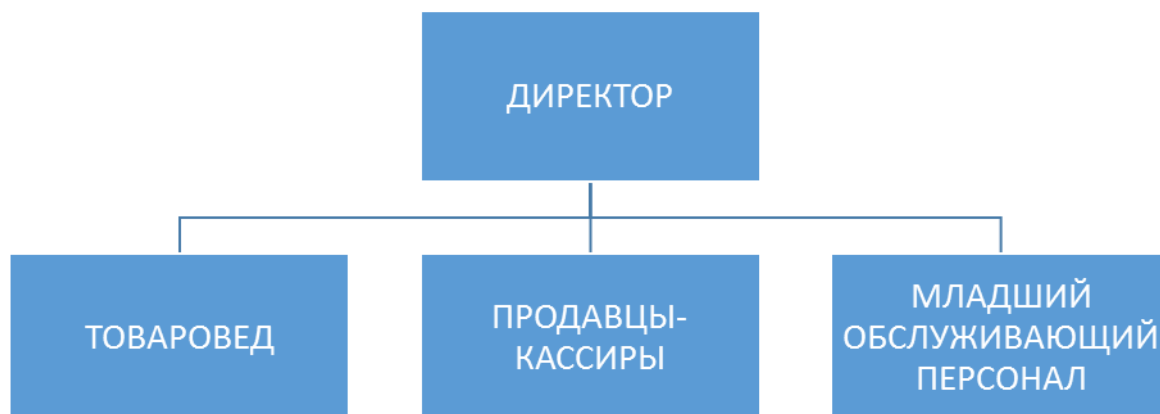 ДИРЕКТОР
ТОВАРОВЕД
ПРОДАВЦЫ-
КАССИРЫ
МЛАДШИЙ
ОБСЛУЖИВАЮЩИЙ
ПЕРСОНАЛ